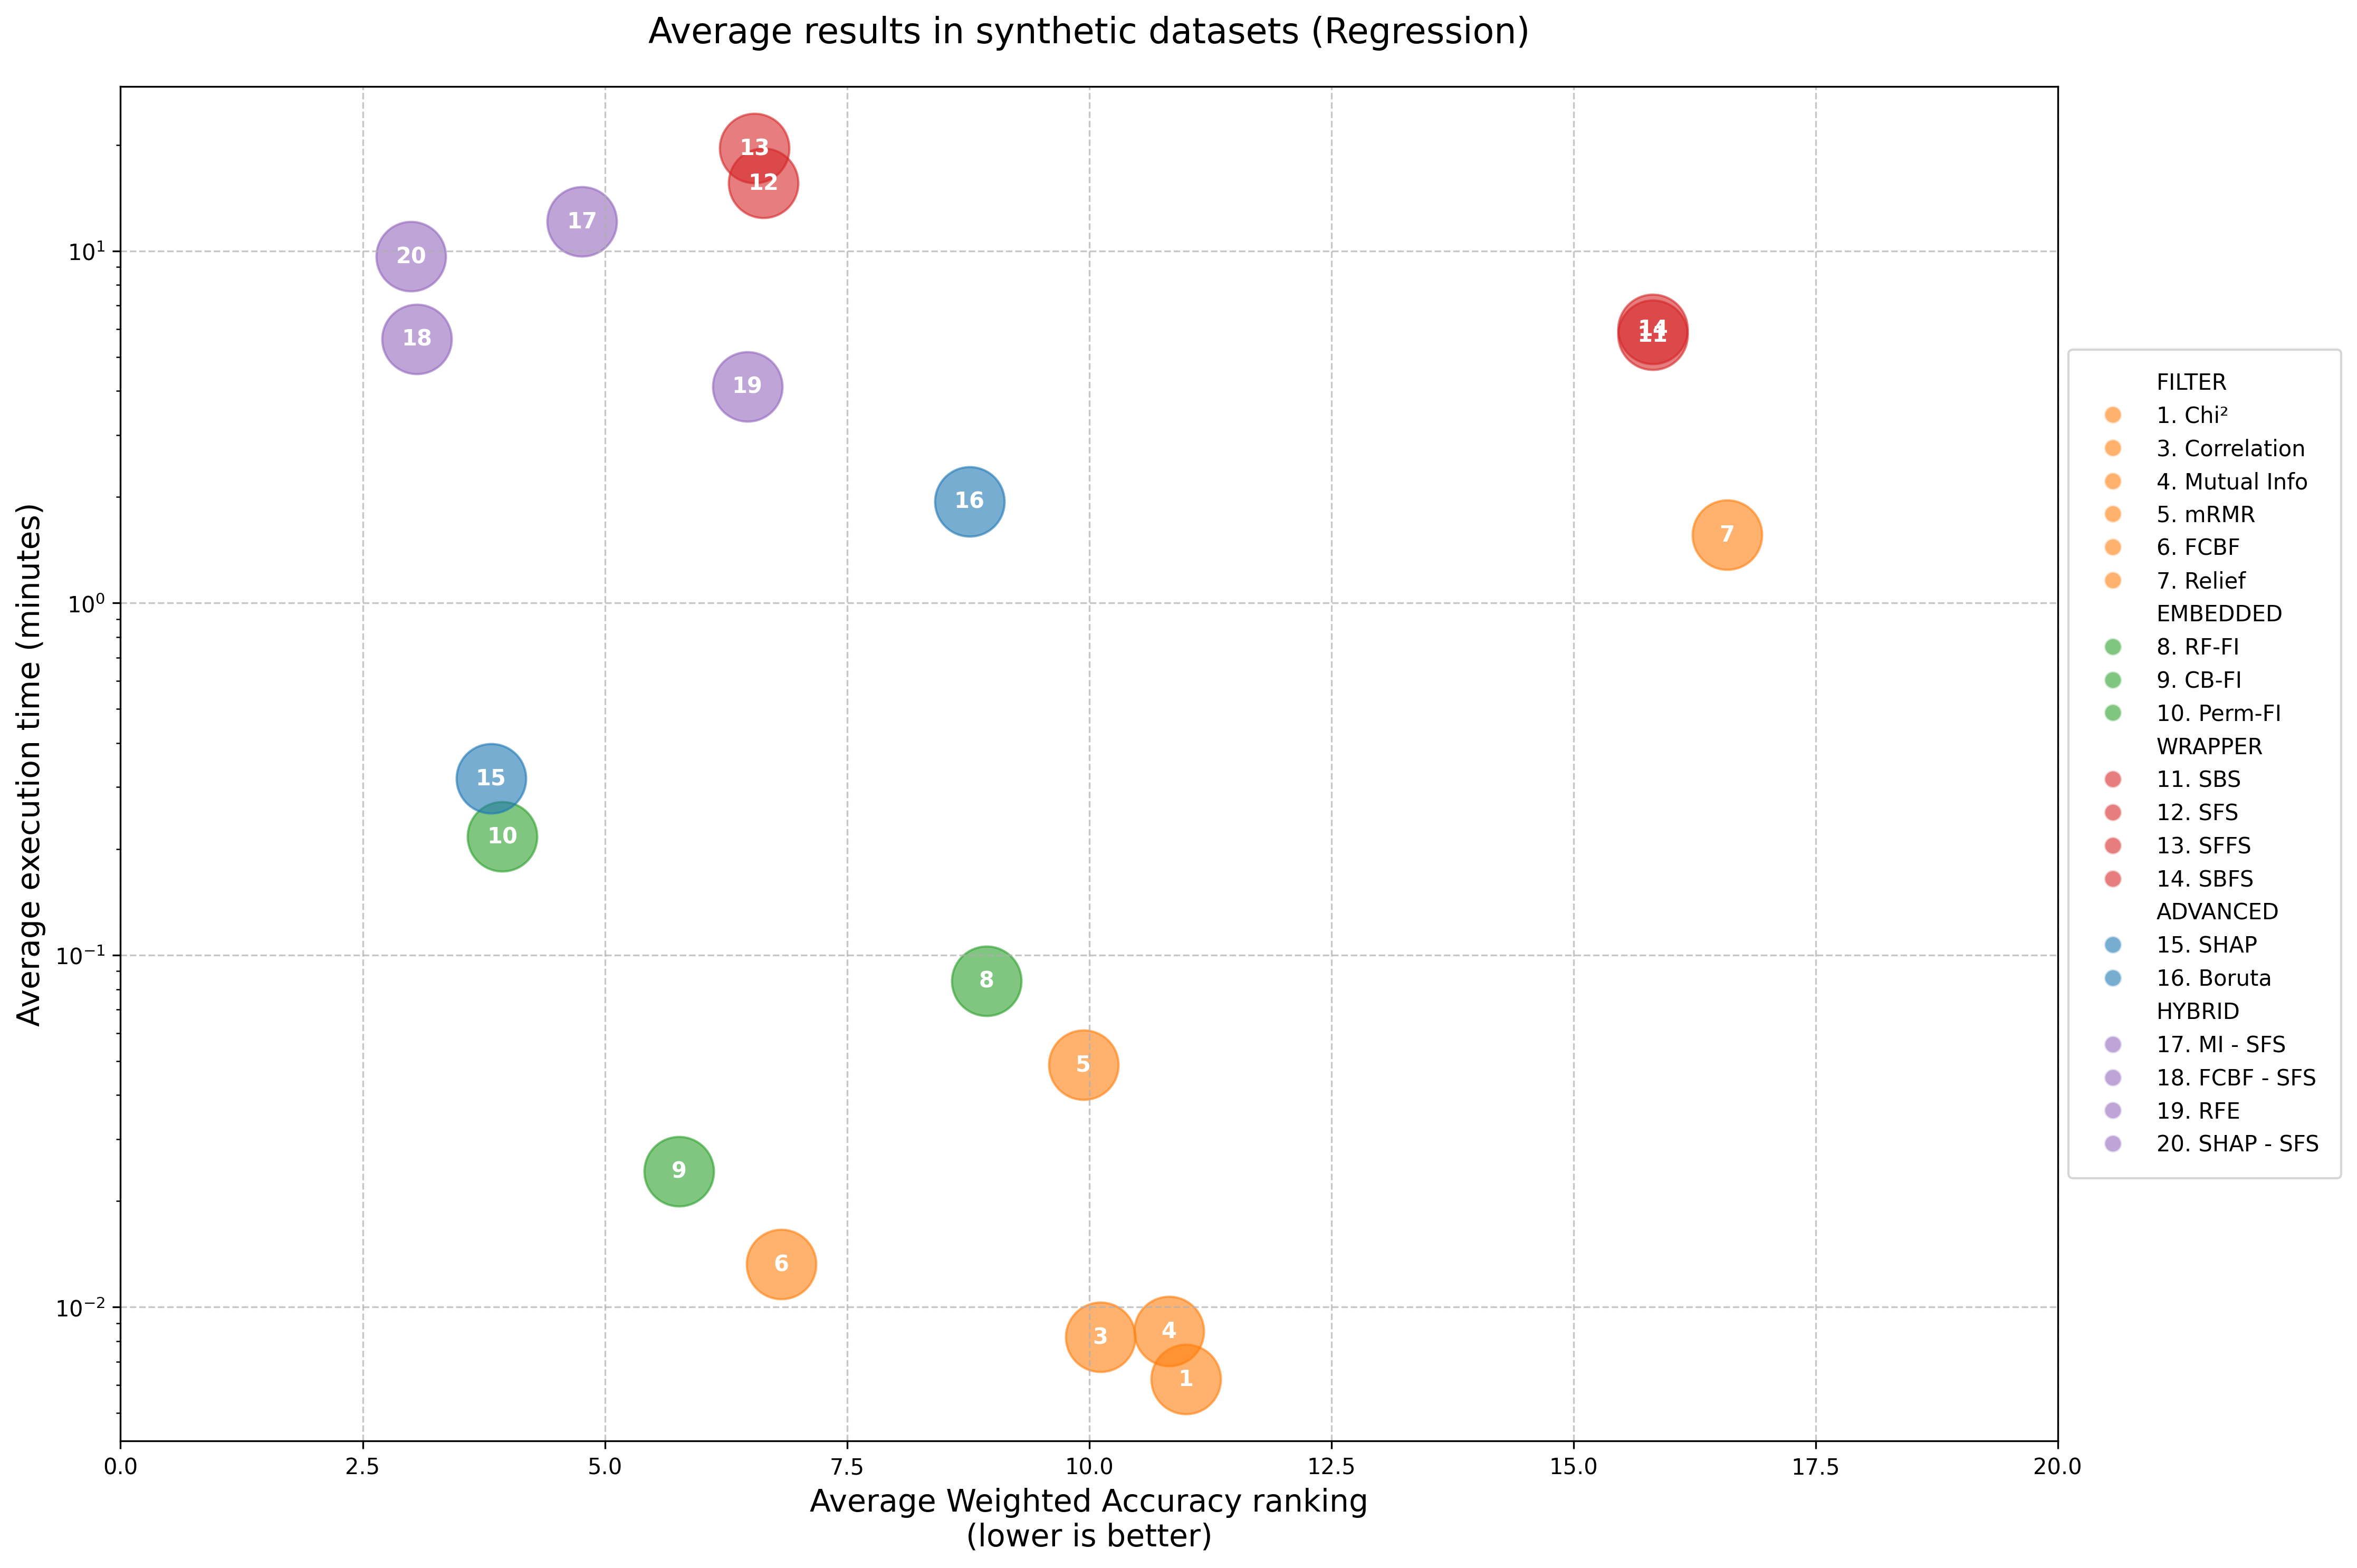 Average results in synthetic datasets (Regression)
Average execution time (minutes)
10¹
10⁰
10⁻¹
10⁻²
13
12
17
20
18
14
11
19
16
7
15
10
8
5
9
6
3
4
1
0.0 2.5 5.0 7.5 10.0 12.5 15.0 17.5 20.0
Average Weighted Accuracy ranking
(lower is better)
FILTER
1. Chi²
3. Correlation
4. Mutual Info
5. mRMR
6. FCBF
7. Relief
EMBEDDED
8. RF-FI
9. CB-FI
10. Perm-FI
WRAPPER
11. SBS
12. SFS
13. SFFS
14. SBFS
ADVANCED
15. SHAP
16. Boruta
HYBRID
17. MI - SFS
18. FCBF - SFS
19. RFE
20. SHAP - SFS